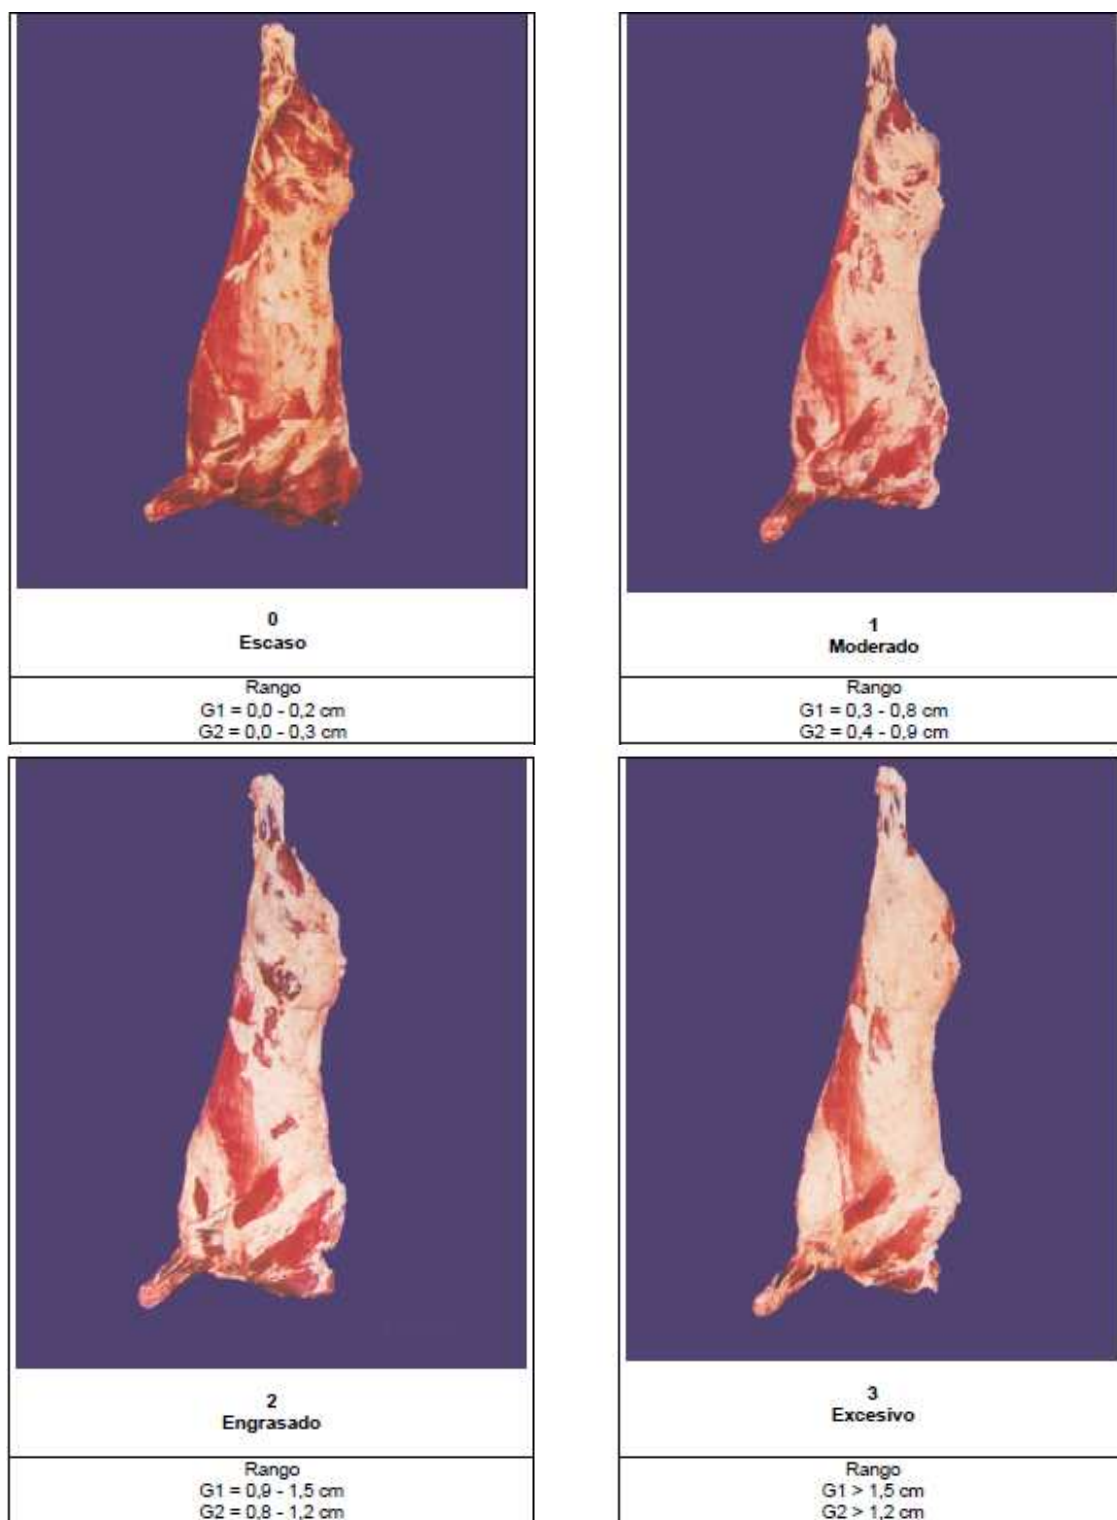 0
Escaso
Rango
G1 = 0,0 - 0,2 cm
G2 = 0,0 - 0,3 cm
1
Moderado
Rango
G1 = 0,3 - 0,8 cm
G2 = 0,4 - 0,9 cm
2
Engrasado
Rango
G1 = 0,9 - 1,5 cm
G2 = 0,8 - 1,2 cm
3
Excesivo
Rango
G1 > 1,5 cm
G2 > 1,2 cm